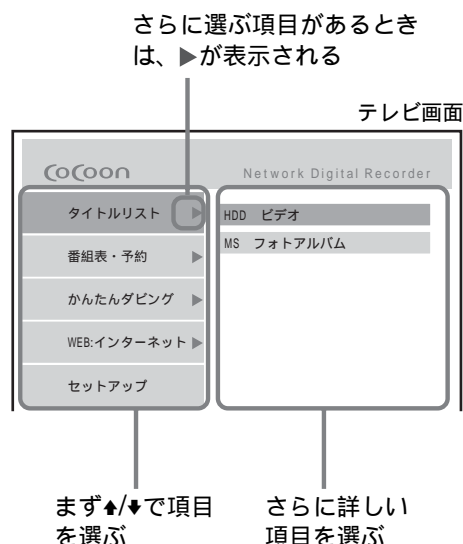 さらに選ぶ項目があるとき
は、▶が表示される
テレビ画面
CoCoon
Network Digital Recorder
タイトルリスト ▶
番組表・予約 ▶
かんたんダビング ▶
WEB:インターネット ▶
セットアップ
HDD ビデオ
MS フォトアルバム
まず↑/↓で項目
を選ぶ
さらに詳しい
項目を選ぶ